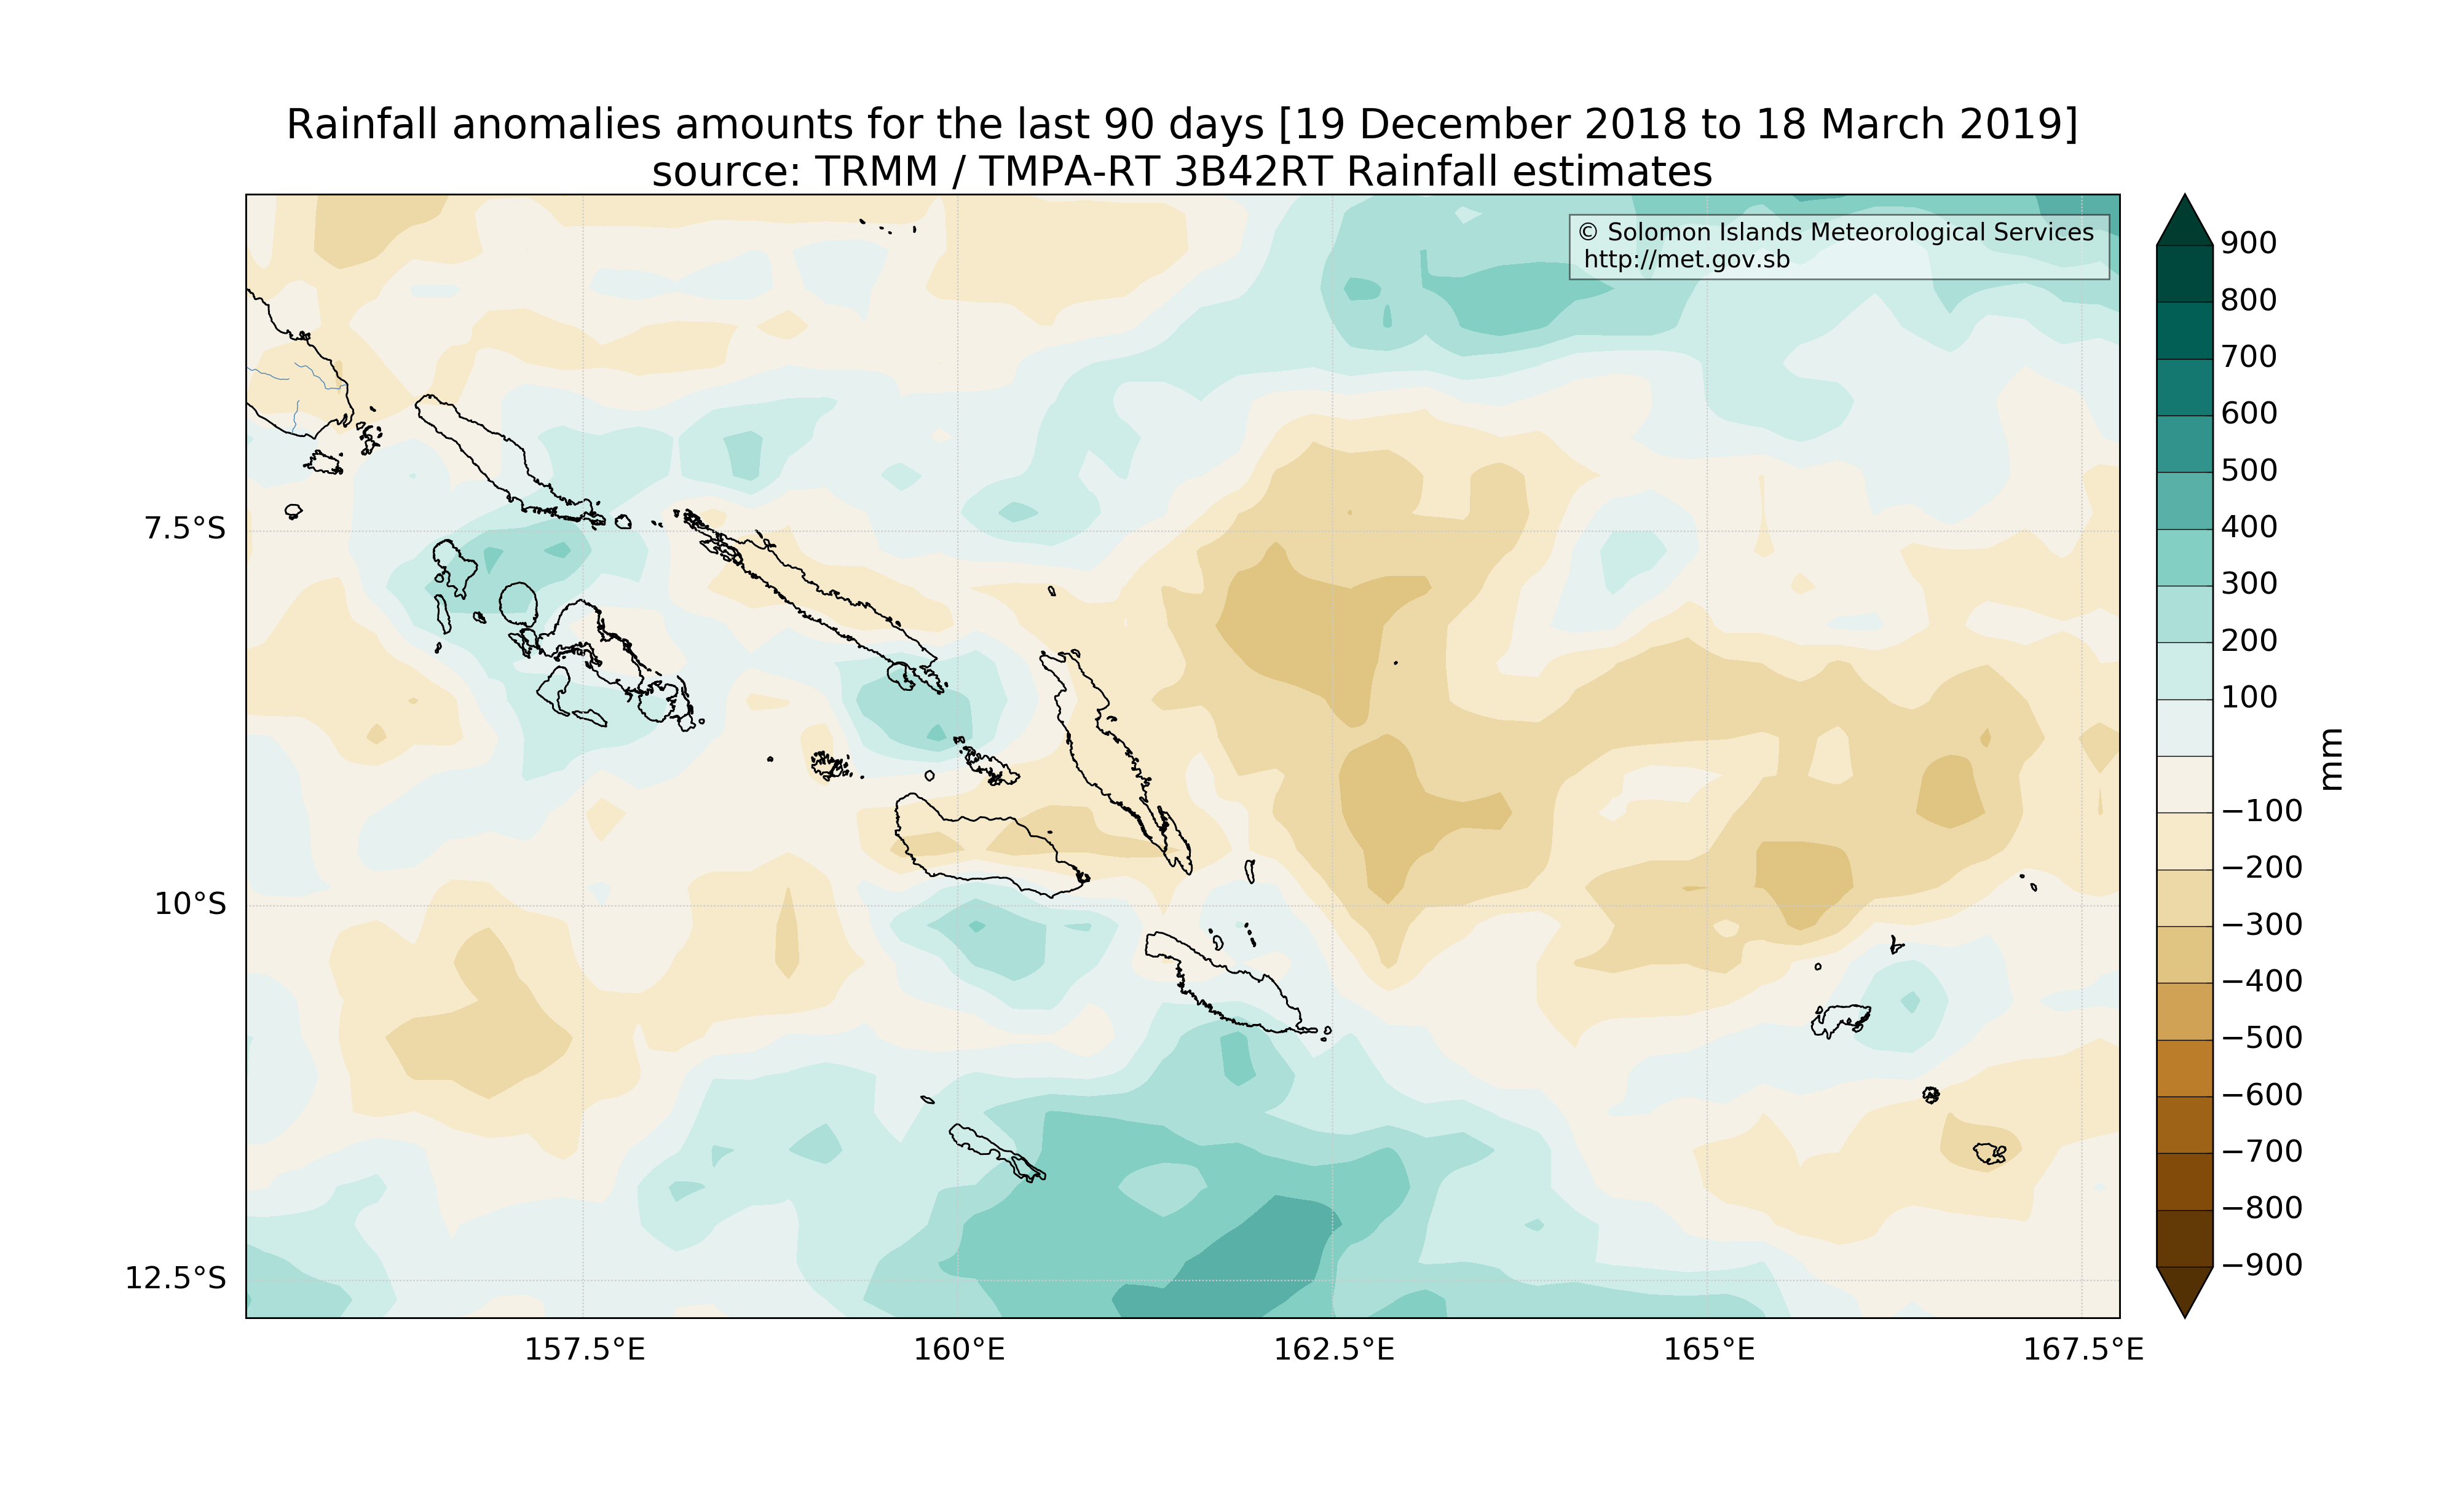 Rainfall anomalies amounts for the last 90 days [19 December 2018 to 18 March 2019]
source: TRMM / TMPA-RT 3B42RT Rainfall estimates
© Solomon Islands Meteorological Services
http://met.gov.sb
7.5°S
10°S
12.5°S
157.5°E
160°E
162.5°E
165°E
167.5°E
900
800
700
600
500
400
300
200
100
−100
−200
−300
−400
−500
−600
−700
−800
−900
mm